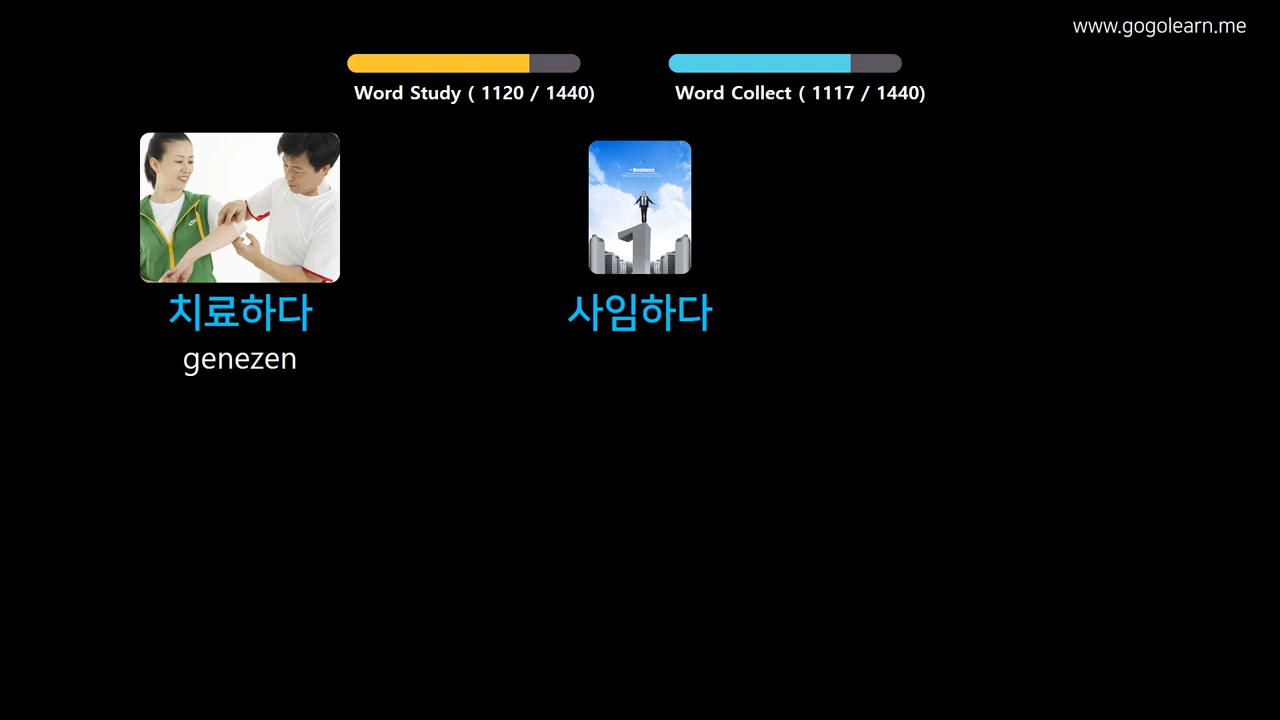 www.gogolearn.me
Word Study ( 1120 / 1440)
Word Collect ( 1117 / 1440)
Business
치료하다
사임하다
genezen